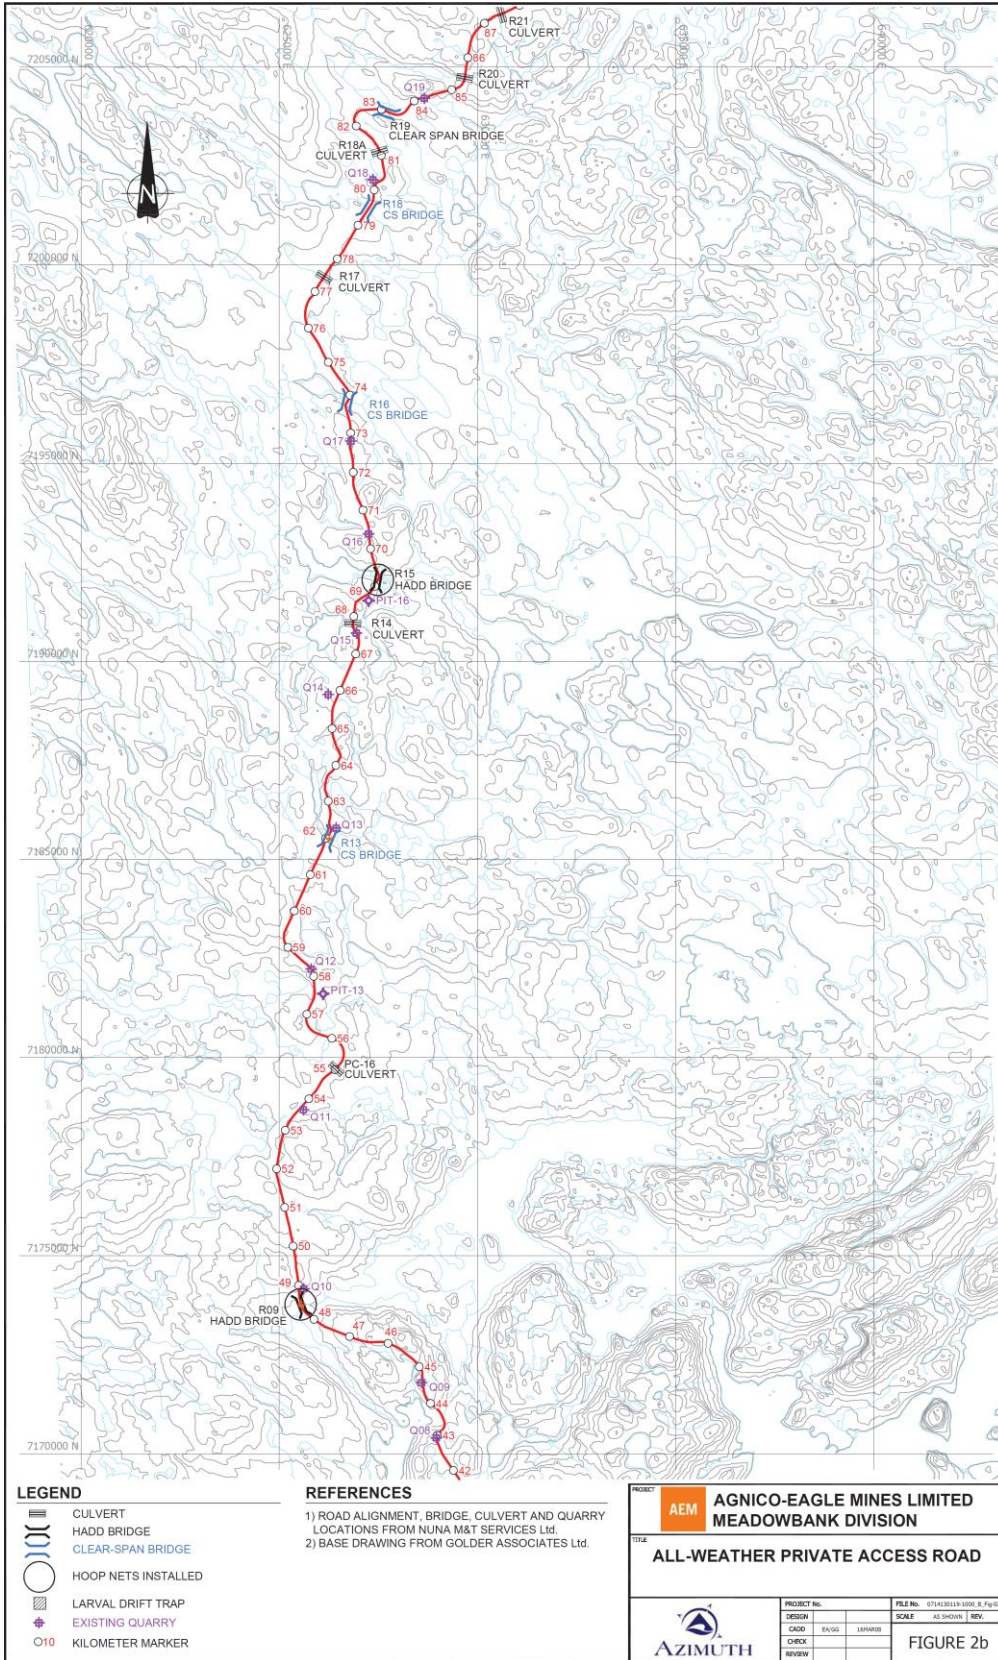 R21
CULVERT
87
86
7205000 N
R20
CULVERT
Q19
85
84
83
R19
CLEAR SPAN BRIDGE
82
R18A
CULVERT
81
Q18
80
R18
CS BRIDGE
79
78
7200000 N
R17
CULVERT
77
76
75
74
R16
CS BRIDGE
73
Q17
7195000 N
72
71
Q16
70
R15
HADD BRIDGE
69
PIT-16
68
R14
CULVERT
Q15
67
7190000 N
Q14
66
65
64
63
Q13
62
R13
CS BRIDGE
7185000 N
61
60
59
Q12
58
PIT-13
57
56
7180000 N
PC-16
CULVERT
55
54
Q11
53
52
51
50
7175000 N
49
Q10
R09
HADD BRIDGE
48
47
46
45
Q09
44
Q08
43
7170000 N
42
625000 E
LEGEND
CULVERT
HADD BRIDGE
CLEAR-SPAN BRIDGE
HOOP NETS INSTALLED
LARVAL DRIFT TRAP
EXISTING QUARRY
10 KILOMETER MARKER
REFERENCES
1) ROAD ALIGNMENT, BRIDGE, CULVERT AND QUARRY
LOCATIONS FROM NUNA M&T SERVICES Ltd.
2) BASE DRAWING FROM GOLDER ASSOCIATES Ltd.
PROJECT
AEM
AGNICO-EAGLE MINES LIMITED
MEADOWBANK DIVISION
TITLE
ALL-WEATHER PRIVATE ACCESS ROAD
AZIMUTH
PROJECT No.
FILE No.
DESIGN
SCALE AS SHOWN REV.
CADD EA/GG 18MAR08
CHECK
REVIEW
FIGURE 2b